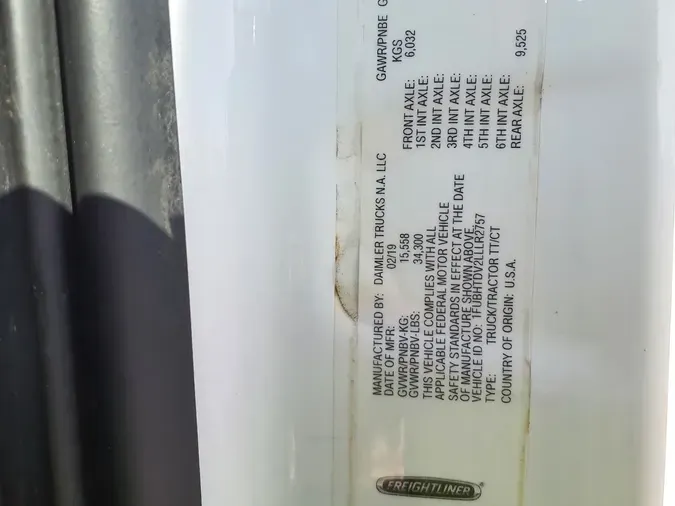 FREIGHTLINER
MANUFACTURED BY: DAIMLER TRUCKS N.A. LLC
DATE OF MFR: 02/19
GVWR/PNBV-KG: 15,558
GVWR/PNBV-LBS: 34,300
THIS VEHICLE COMPLIES WITH ALL
APPLICABLE FEDERAL MOTOR VEHICLE
SAFETY STANDARDS IN EFFECT AT THE DATE
OF MANUFACTURE SHOWN ABOVE.
VEHICLE ID NO: 1FUBHTDV2LLLR2757
TYPE: TRUCK/TRACTOR TT/CT
COUNTRY OF ORIGIN: U.S.A.
GAWR/PNBE G
KGS
FRONT AXLE: 6,032
1ST INT AXLE:
2ND INT AXLE:
3RD INT AXLE:
4TH INT AXLE:
5TH INT AXLE:
6TH INT AXLE:
REAR AXLE: 9,525